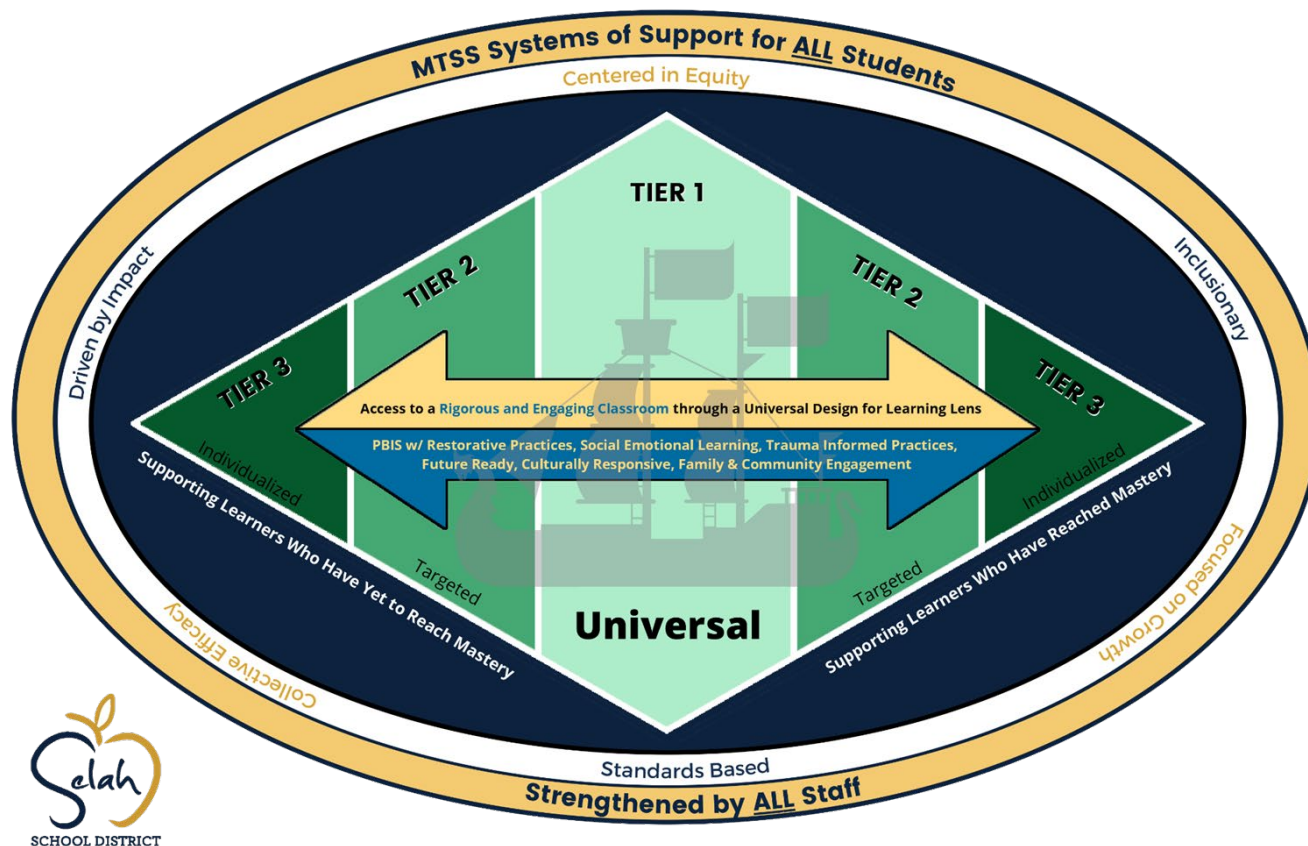 MTSS Systems of Support for ALL Students
Centered in Equity
Driven by Impact
Inclusionary
TIER 1
TIER 2
TIER 2
TIER 3
TIER 3
Access to a Rigorous and Engaging Classroom through a Universal Design for Learning Lens
PBIS w/ Restorative Practices, Social Emotional Learning, Trauma Informed Practices,
Future Ready, Culturally Responsive, Family & Community Engagement
Individualized
Individualized
Targeted
Targeted
Universal
Supporting Learners Who Have Yet to Reach Mastery
Supporting Learners Who Have Reached Mastery
Collective Efficacy
Focused on Growth
Standards Based
Strengthened by ALL Staff
Selah
SCHOOL DISTRICT